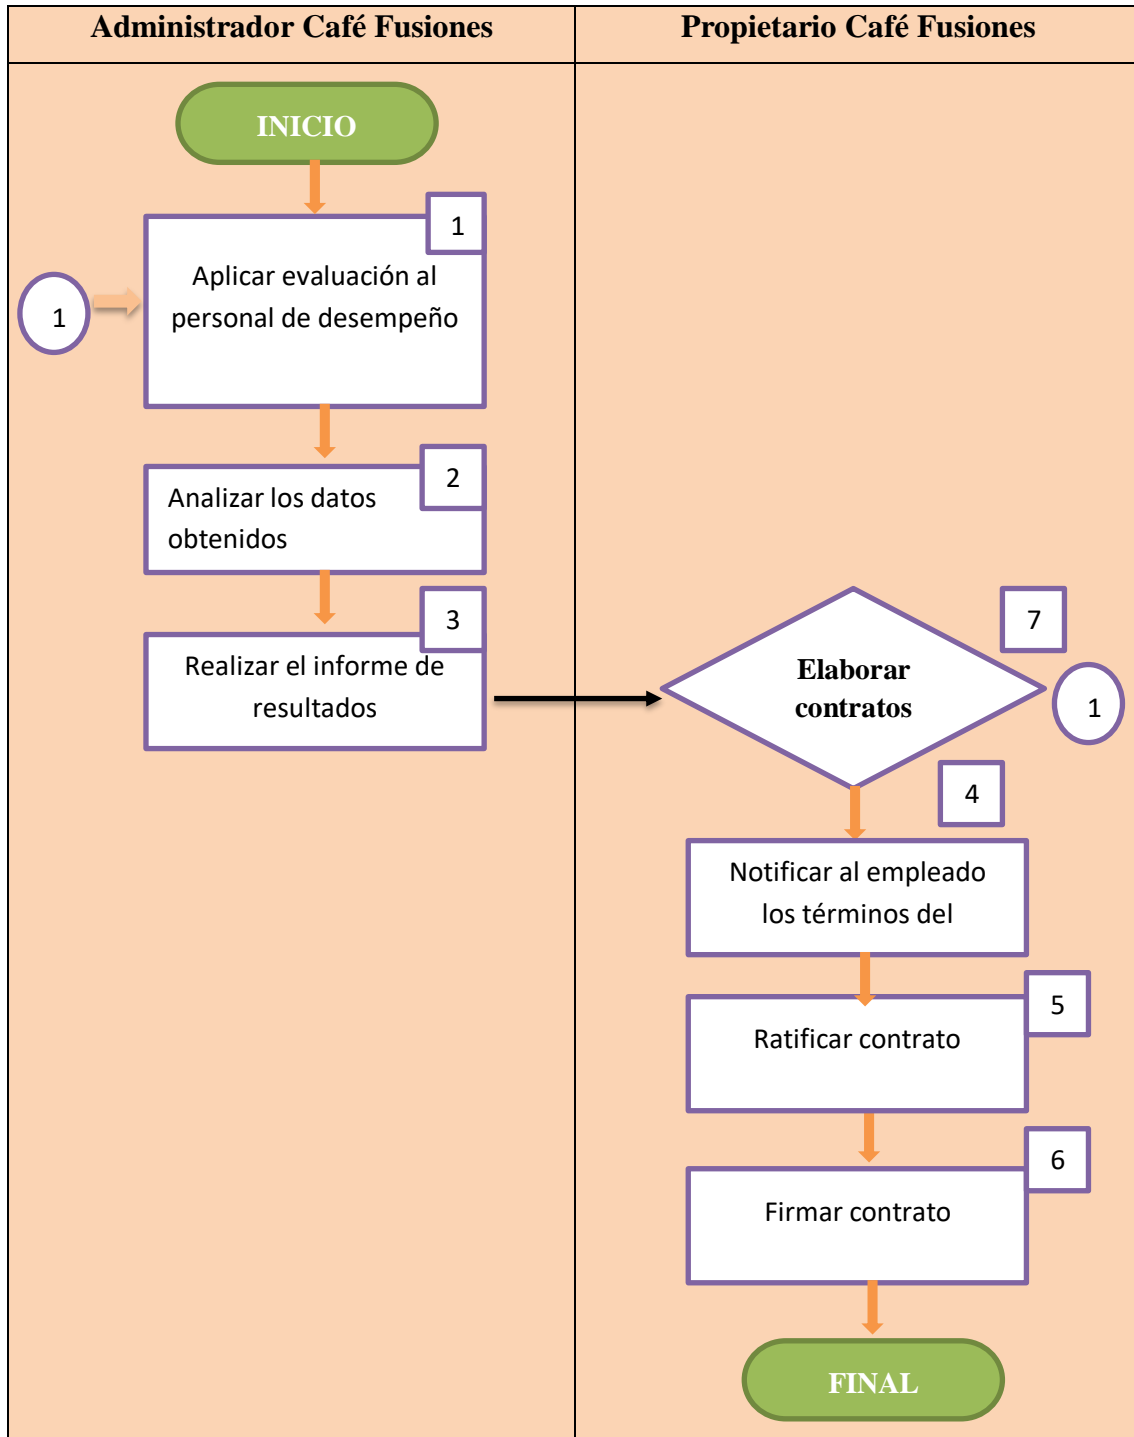 Administrador Café Fusiones
Propietario Café Fusiones
INICIO
1
Aplicar evaluación al
personal de desempeño
1
2
Analizar los datos
obtenidos
3
Realizar el informe de
resultados
7
Elaborar
contratos
1
4
Notificar al empleado
los términos del
5
Ratificar contrato
6
Firmar contrato
FINAL